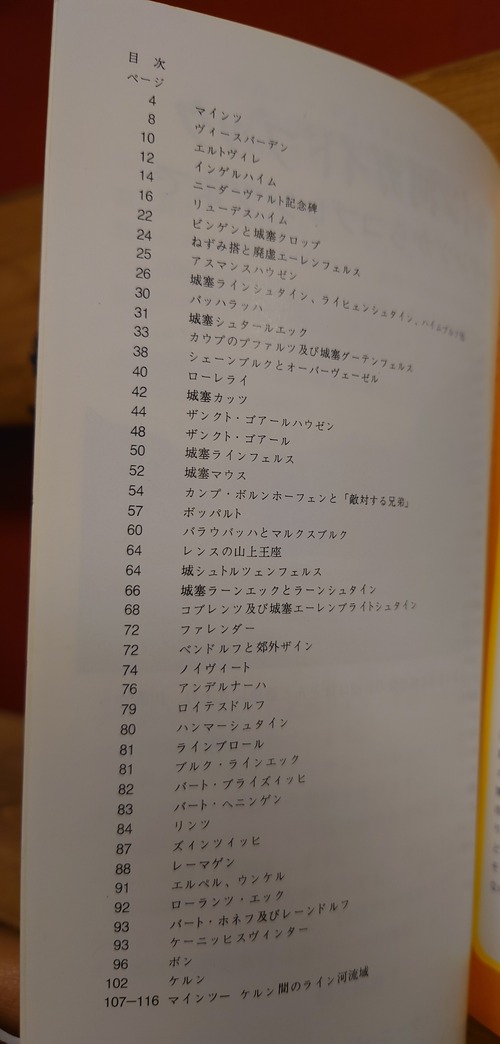 目 次
ページ
4 マインツ
8 ヴィースバーデン
10 エルトヴィレ
12 インゲルハイム
14 ニーダーヴァルト記念碑
16 リューデスハイム
22 ビンゲンと城塞クロップ
24 ねずみ搭と廃虚エーレンフェルス
25 アスマンスハウゼン
26 城塞ラインシュタイン、ライヒェンシュタイン、ハイムブルク他
30 バッハラッハ
31 城塞シュタールエック
33 カウブのプファルツ及び城塞グーテンフェルス
38 シェーンブルクとオーバーヴェーゼル
40 ローレライ
42 城塞カッツ
44 ザンクト・ゴアールハウゼン
48 ザンクト・ゴアール
50 城塞ラインフェルス
52 城塞マウス
54 カンプ・ボルンホーフェンと「敵対する兄弟」
57 ボッパルト
60 バラウバッハとマルクスブルク
64 レンスの山上王座
64 城シュトルツェンフェルス
66 城塞ラーンエックとラーンシュタイン
68 コブレンツ及び城塞エーレンブライトシュタイン
72 ファレンダー
72 ベンドルフと郊外ザイン
74 ノイヴィート
76 アンデルナーハ
79 ロイテスドルフ
80 ハンマーシュタイン
81 ラインブロール
81 ブルク・ラインエック
82 バート・ブライズィッヒ
83 バート・ヘニンゲン
84 リンツ
87 ズインツイッヒ
88 レーマゲン
91 エルペル、ウンケル
92 ローランツ・エック
93 バート・ホネフ及びレーンドルフ
93 ケーニッヒスヴィンター
96 ボン
102 ケルン
107−116 マインツー ケルン間のライン河流域